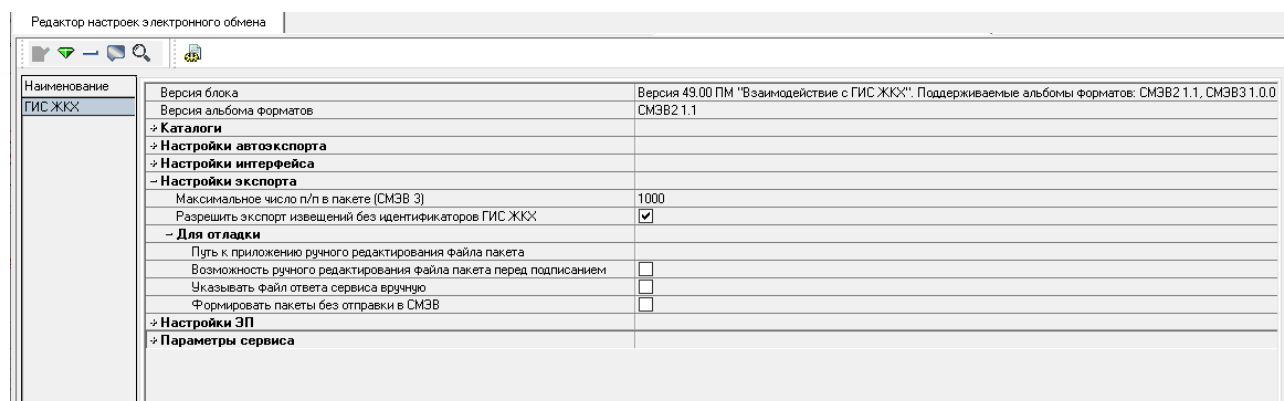 Редактор настроек электронного обмена
Наименование
ГИС ЖКХ
Версия блока Версия 49.00 ПМ "Взаимодействие с ГИС ЖКХ". Поддерживаемые альбомы форматов: СМЭВ2 1.1, СМЭВ3 1.0.0
Версия альбома форматов СМЭВ2 1.1
Каталоги
Настройки автоэкспорта
Настройки интерфейса
Настройки экспорта
Максимальное число п/п в пакете (СМЭВ 3) 1000
Разрешить экспорт извещений без идентификаторов ГИС ЖКХ
Для отладки
Путь к приложению ручного редактирования файла пакета
Возможность ручного редактирования файла пакета перед подписанием
Указывать файл ответа сервиса вручную
Формировать пакеты без отправки в СМЭВ
Настройки ЭП
Параметры сервиса